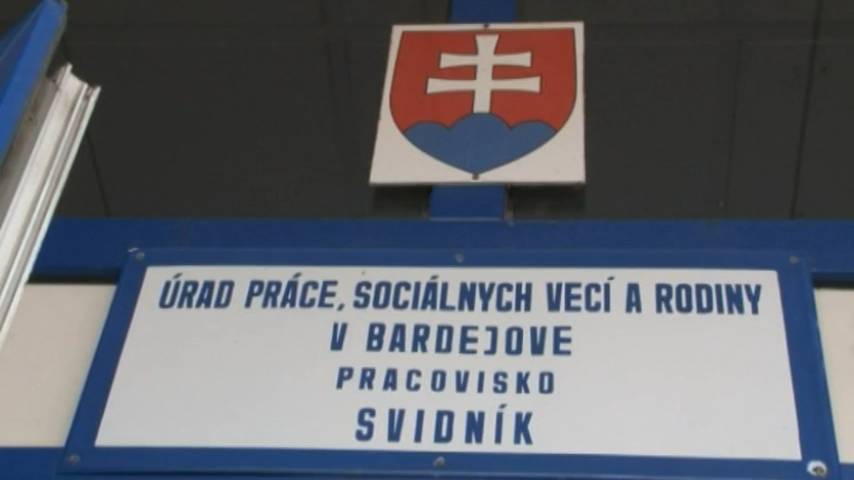 ÚRAD PRÁCE, SOCIÁLNYCH VECÍ A RODINY
V BARDEJOVE
PRACOVISKO
SVIDNÍK